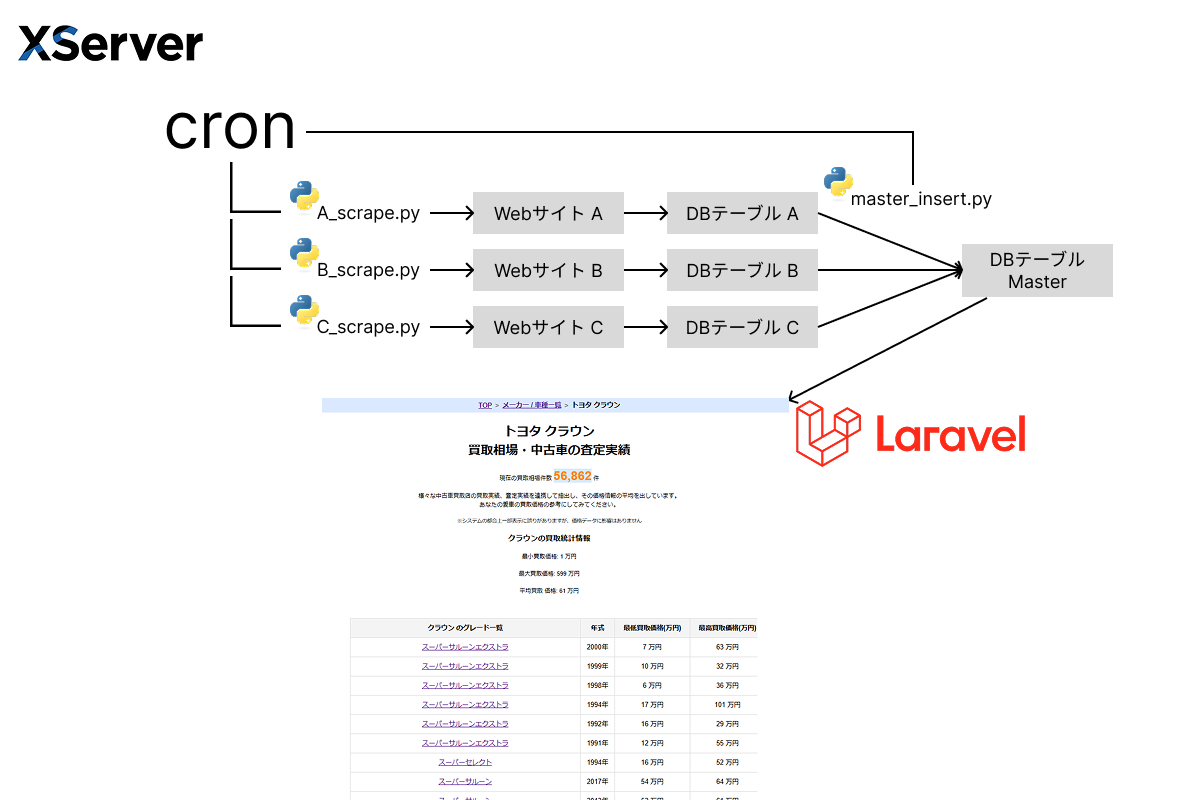 XServer
cron
A_scrape.py
Webサイト A
DBテーブル A
master_insert.py
B_scrape.py
Webサイト B
DBテーブル B
DBテーブル
Master
C_scrape.py
Webサイト C
DBテーブル C
TOP > メーカー / 車種一覧 > トヨタ クラウン
Laravel
トヨタ クラウン
買取相場・中古車の査定実績
現在の買取相場件数 56,862 件
様々な中古車買取店の買取実績、査定実績を連携して抽出し、その価格情報の平均を出しています。
あなたの愛車の買取価格の参考にしてみてください。
※システムの都合上一部表示に誤りがありますが、価格データに影響はありません
クラウンの買取統計情報
最小買取価格: 1 万円
最大買取価格: 599 万円
平均買取 価格: 61 万円
クラウン のグレード一覧 年式 最低買取価格(万円) 最高買取価格(万円)
スーパーサルーンエクストラ 2000年 7 万円 63 万円
スーパーサルーンエクストラ 1999年 10 万円 32 万円
スーパーサルーンエクストラ 1998年 6 万円 36 万円
スーパーサルーンエクストラ 1994年 17 万円 101 万円
スーパーサルーンエクストラ 1992年 16 万円 29 万円
スーパーサルーンエクストラ 1991年 12 万円 55 万円
スーパーセレクト 1994年 16 万円 52 万円
スーパーサルーン 2017年 54 万円 64 万円